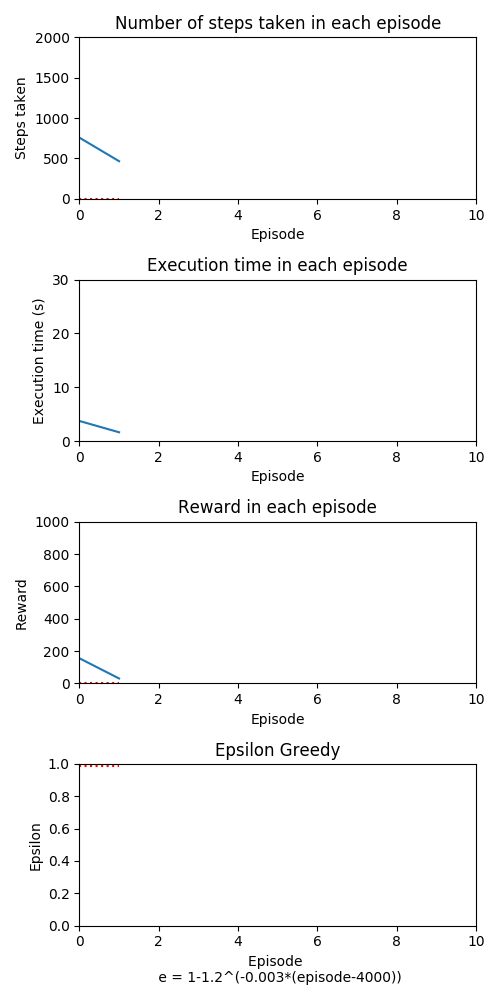 Number of steps taken in each episode
2000
1500
1000
500
0
Steps taken
0 2 4 6 8 10
Episode
Execution time in each episode
30
20
10
0
Execution time (s)
0 2 4 6 8 10
Episode
Reward in each episode
1000
800
600
400
200
0
Reward
0 2 4 6 8 10
Episode
Epsilon Greedy
1.0
0.8
0.6
0.4
0.2
0.0
Epsilon
0 2 4 6 8 10
Episode
e = 1-1.2^(-0.003*(episode-4000))